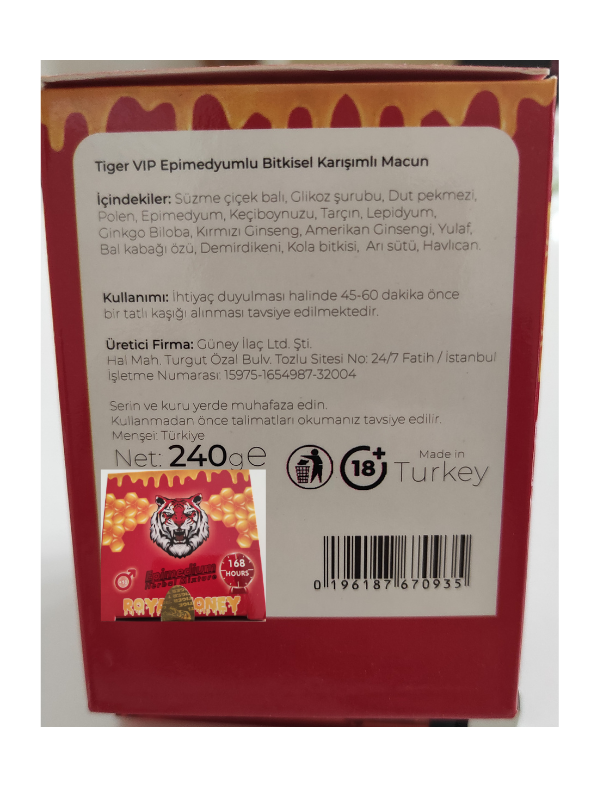 Tiger VIP Epimedyumlu Bitkisel Karışımlı Macun
İçindekiler: Süzme çiçek balı, Glikoz şurubu, Dut pekmezi,
Polen, Epimedyum, Keçiboynuzu, Tarçın, Lepidyum,
Ginkgo Biloba, Kırmızı Ginseng, Amerikan Ginsengi, Yulaf,
Bal kabağı özü, Demirdikeni, Kola bitkisi, Arı sütü, Havlıcan.
Kullanımı: İhtiyaç duyulması halinde 45-60 dakika önce
bir tatlı kaşığı alınması tavsiye edilmektedir.
Üretici Firma: Güney İlaç Ltd. Şti.
Hal Mah. Turgut Özal Bulv. Tozlu Sitesi No: 24/7 Fatih / İstanbul
İşletme Numarası: 15975-1654987-32004
Serin ve kuru yerde muhafaza edin.
Kullanmadan önce talimatları okumanız tavsiye edilir.
Menşei: Türkiye
Net: 240ge
18+
Made in
Turkey
168
HOURS
Epimedium
Herbal Mixture
0 196187 670935